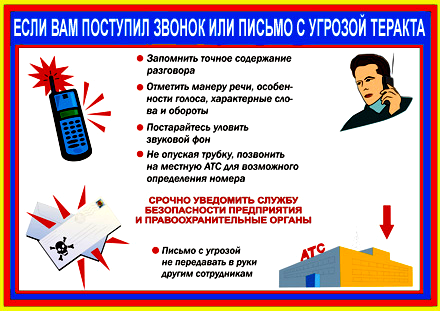 ЕСЛИ ВАМ ПОСТУПИЛ ЗВОНОК ИЛИ ПИСЬМО С УГРОЗОЙ ТЕРАКТА
• Запомнить точное содержание
разговора
• Отметить манеру речи, особен-
ности голоса, характерные сло-
ва и обороты
• Постарайтесь уловить
звуковой фон
• Не опуская трубку, позвонить
на местную АТС для возможного
определения номера
СРОЧНО УВЕДОМИТЬ СЛУЖБУ
БЕЗОПАСНОСТИ ПРЕДПРИЯТИЯ
И ПРАВООХРАНИТЕЛЬНЫЕ ОРГАНЫ
• Письмо с угрозой
не передавать в руки
другим сотрудникам
АТС